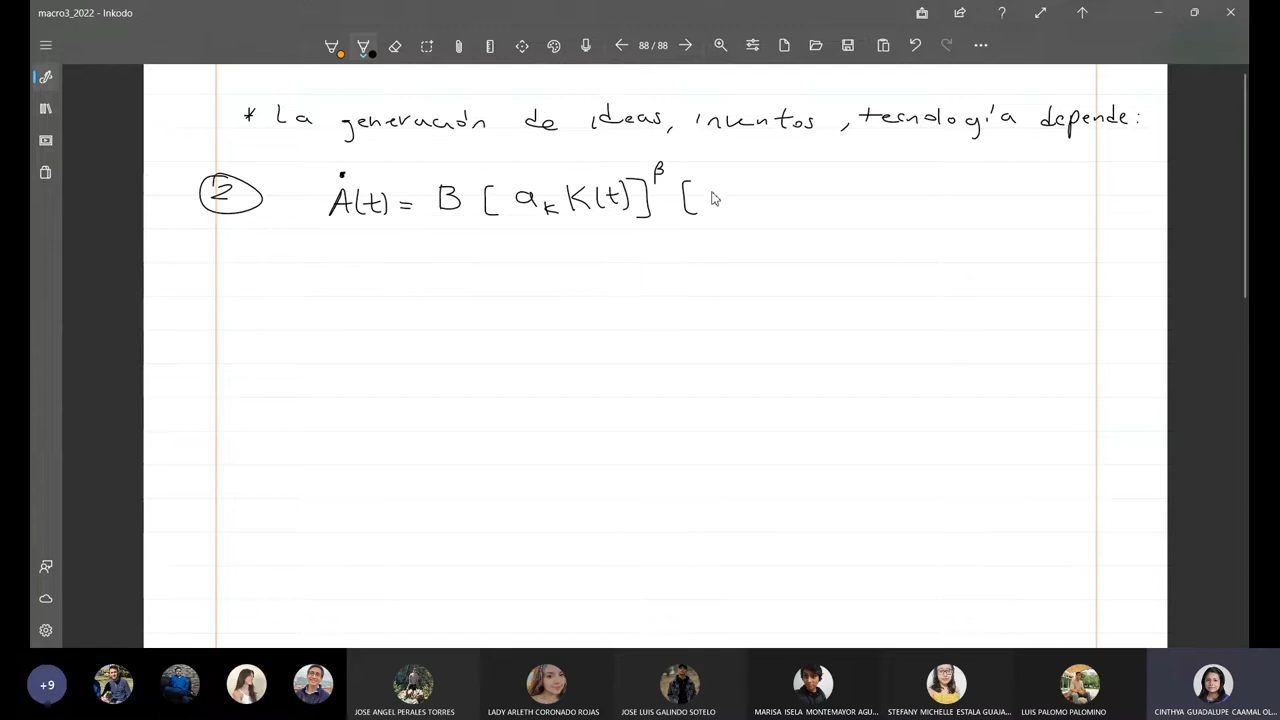 macro3_2022 - Inkodo
88 / 88
* La generación de ideas, inventos, tecnología depende:
2 Ȧ(t) = B [ a_k K(t)]^β [
+9
JOSE ANGEL PERALES TORRES
LADY ARLETH CORONADO ROJAS
JOSE LUIS GALINDO SOTELO
MARISA ISELA MONTEMAYOR AGU...
STEFANY MICHELLE ESTALA GUAJA...
LUIS PALOMO PALOMINO
CINTHYA GUADALUPE CAAMAL OL...